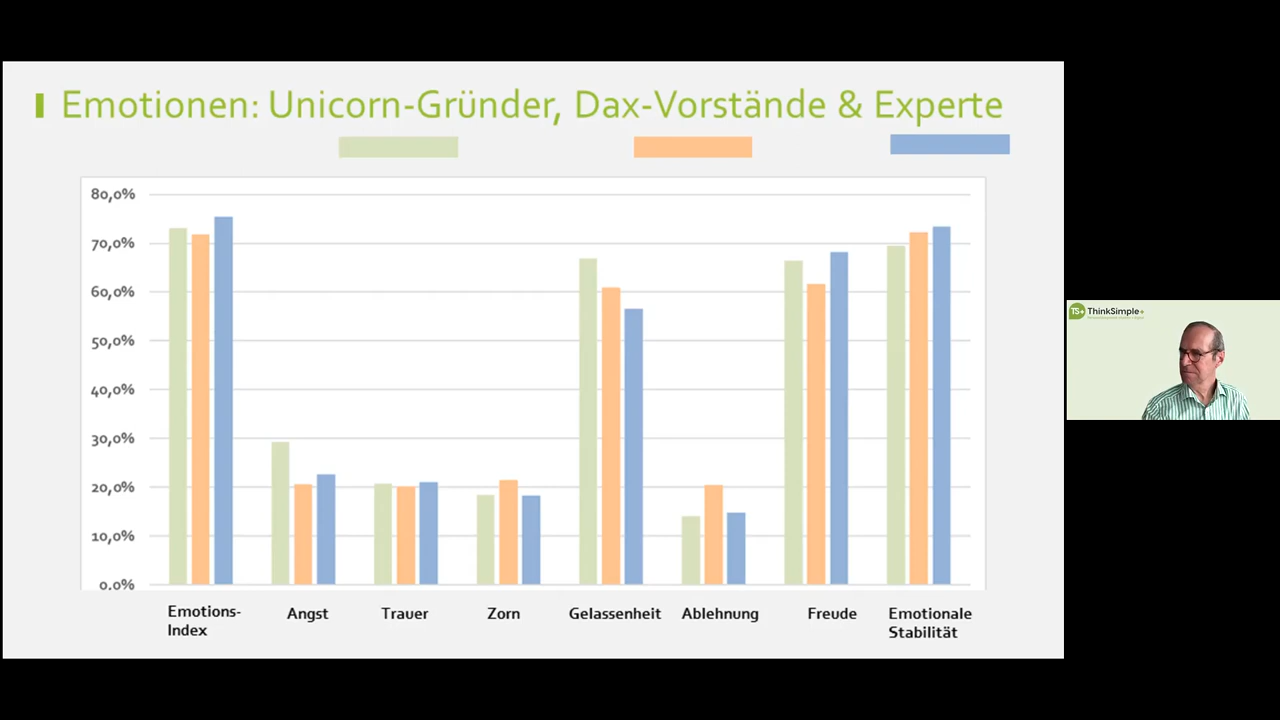 Emotionen: Unicorn-Gründer, Dax-Vorstände & Experte
80,0%
70,0%
60,0%
50,0%
40,0%
30,0%
20,0%
10,0%
0,0%
Emotions-
Index
Angst
Trauer
Zorn
Gelassenheit
Ablehnung
Freude
Emotionale
Stabilität
TS+ ThinkSimple+